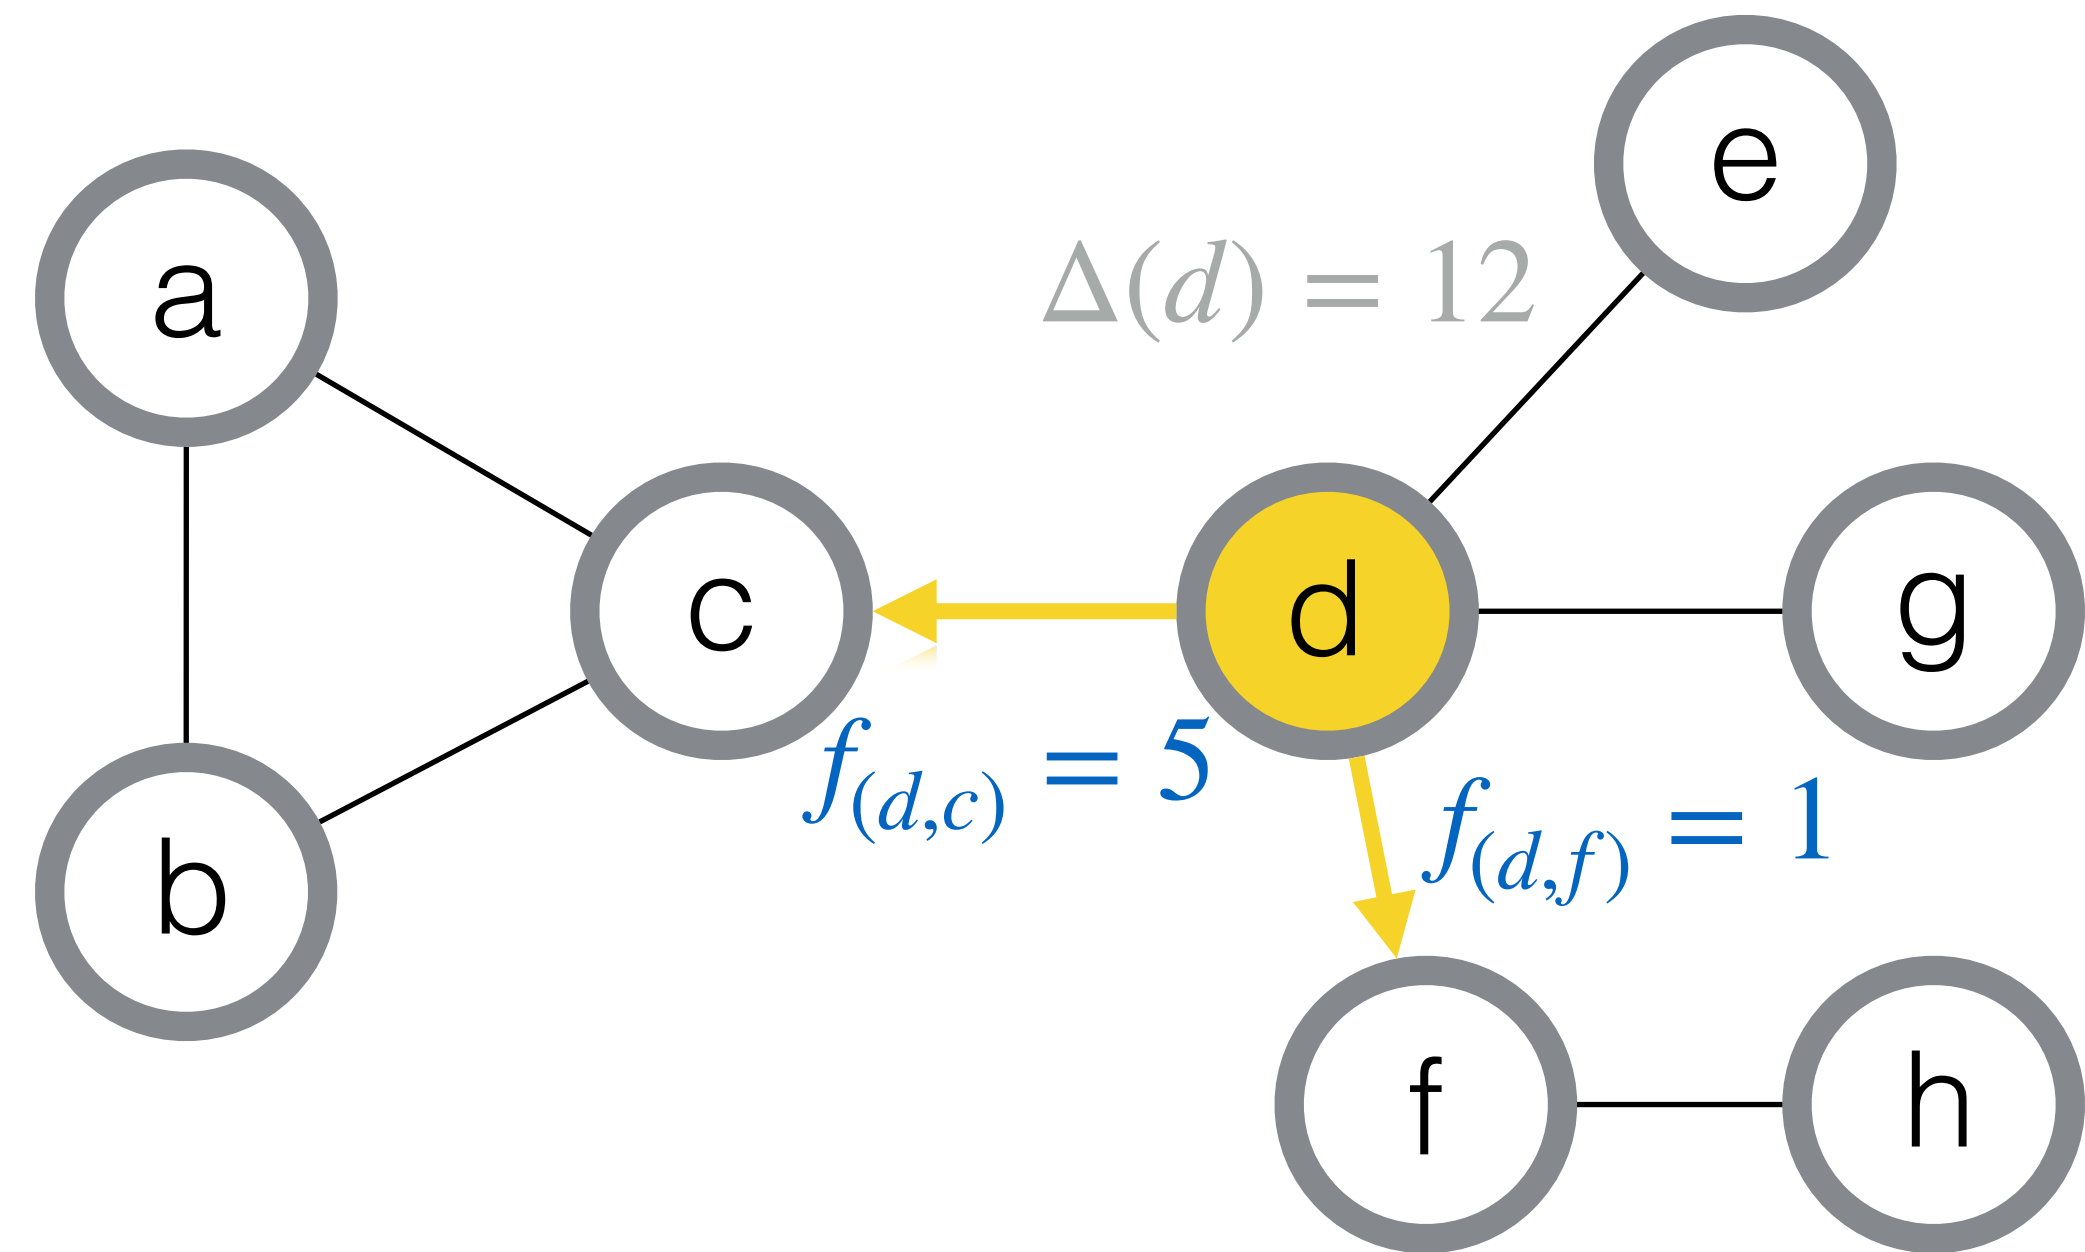 e
a
Δ(d) = 12
c
d
g
f(d,c) = 5
f(d,f) = 1
b
f
h